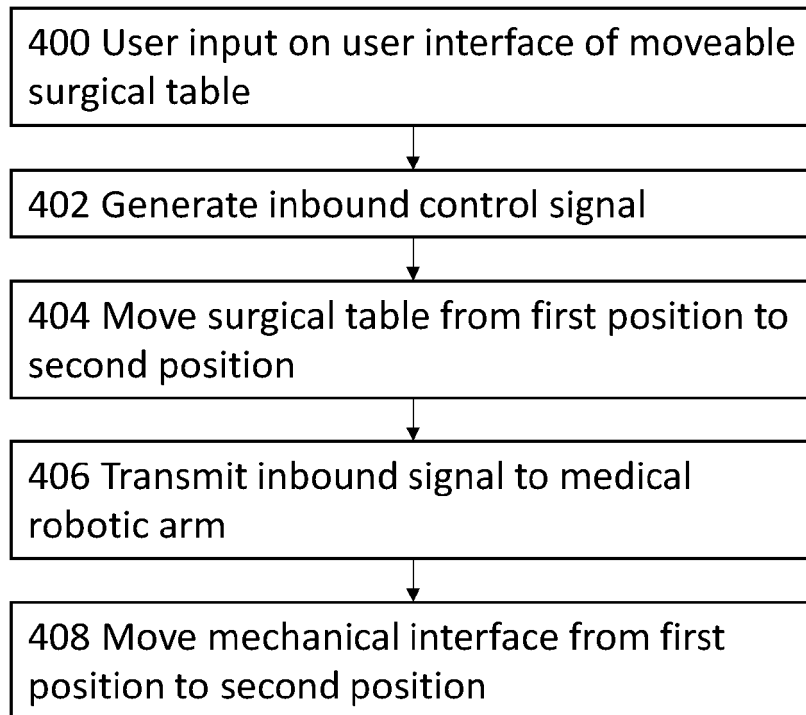 400 User input on user interface of moveable
surgical table
402 Generate inbound control signal
404 Move surgical table from first position to
second position
406 Transmit inbound signal to medical
robotic arm
408 Move mechanical interface from first
position to second position